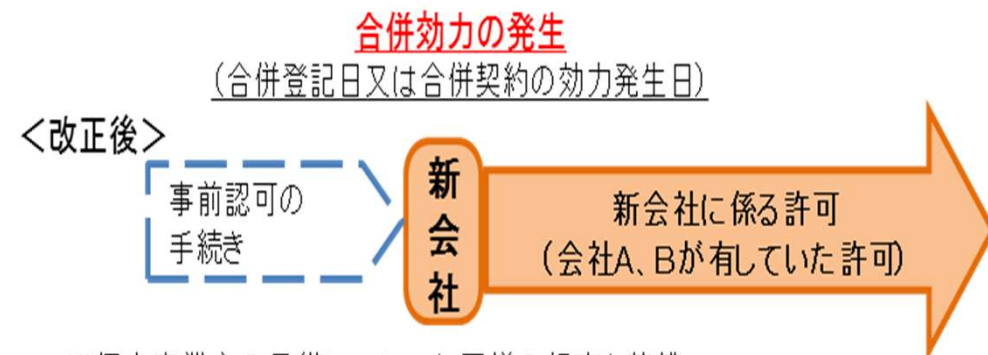 合併効力の発生
(合併登記日又は合併契約の効力発生日)
<改正後>
事前認可の
手続き
新会社
新会社に係る許可
(会社A、Bが有していた許可)